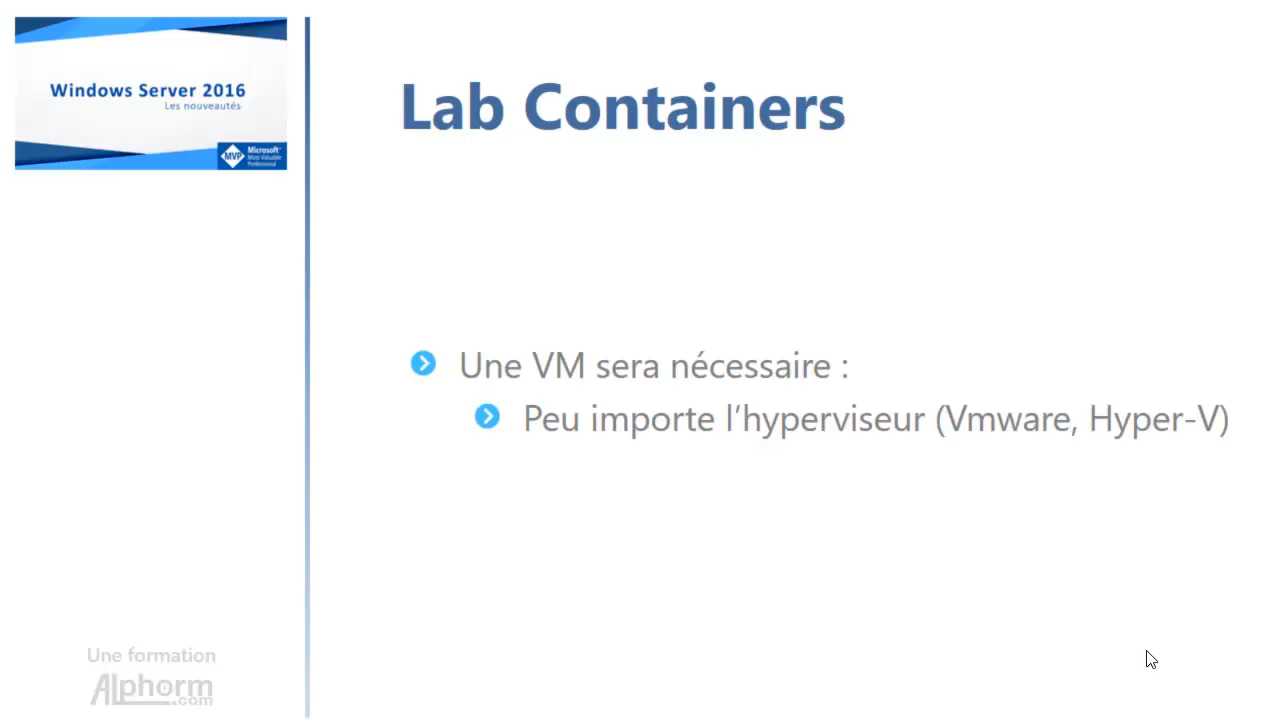 Windows Server 2016
Les nouveautés
MVP
Microsoft
Most Valuable
Professional
Lab Containers
Une VM sera nécessaire :
Peu importe l’hyperviseur (Vmware, Hyper-V)
Une formation
Alphorm
.com